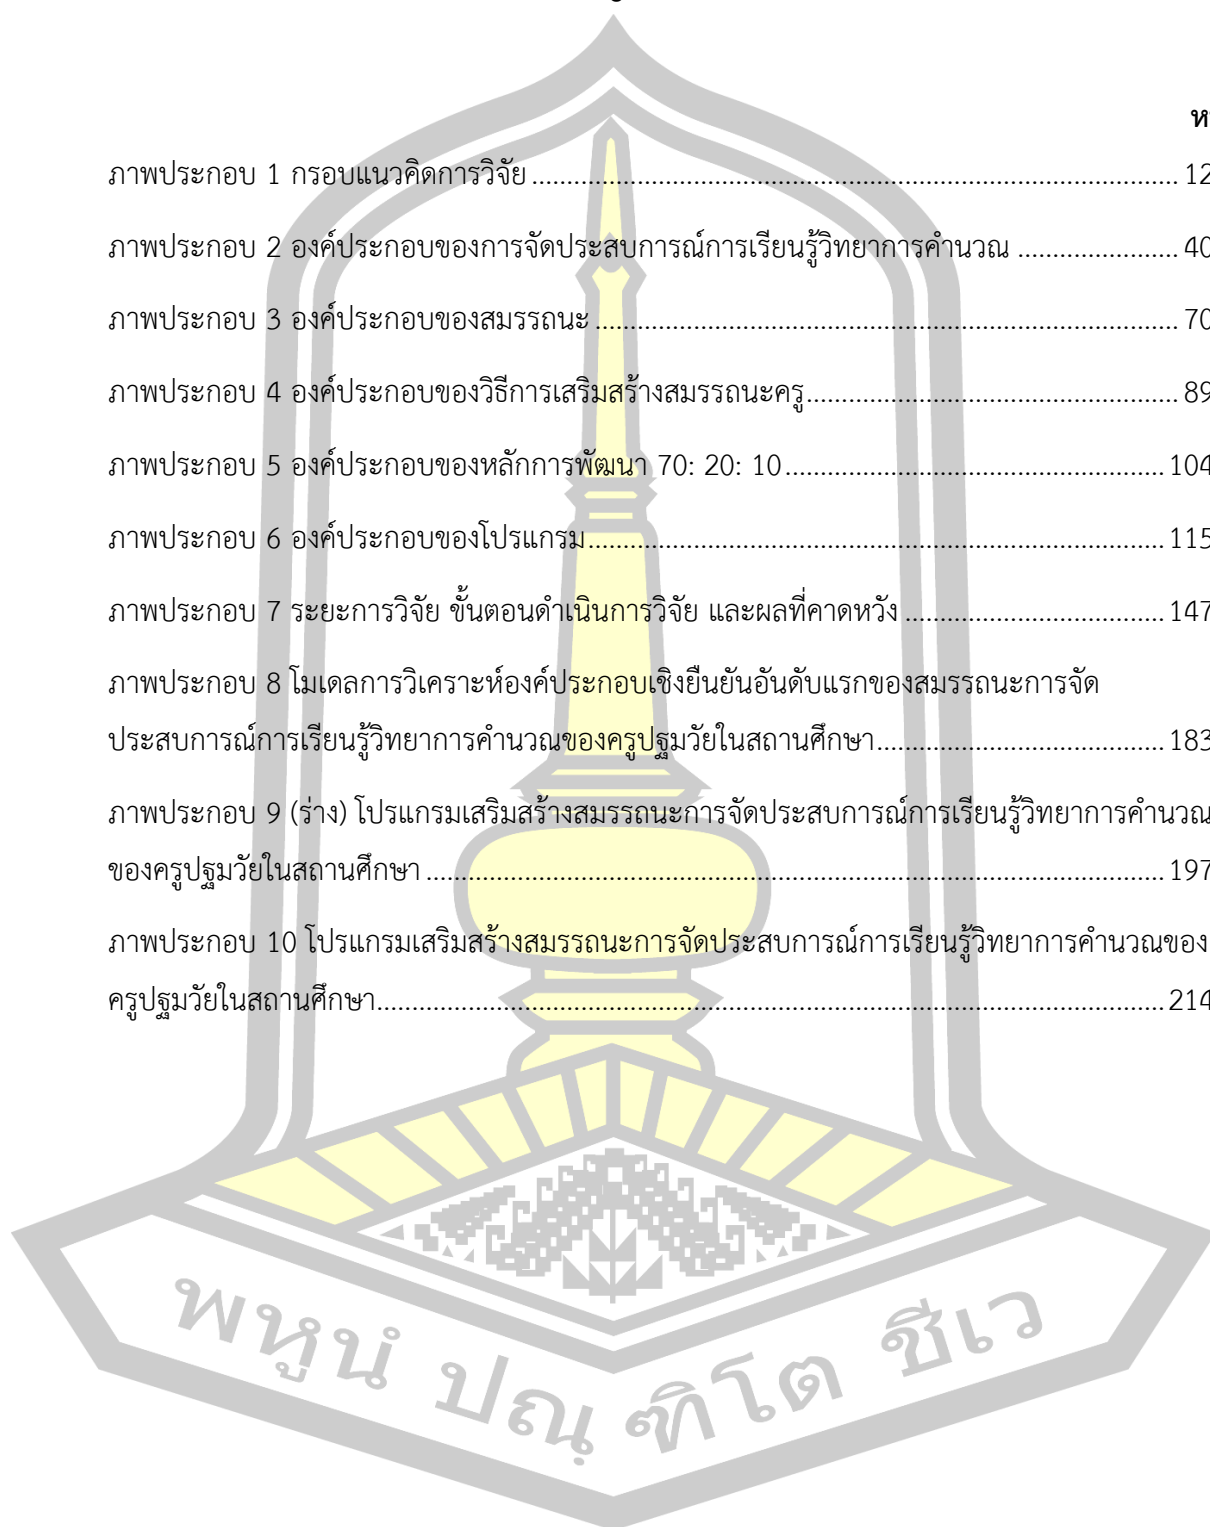 ภาพประกอบ 1 กรอบแนวคิดการวิจัย ............................................................................................ 12
ภาพประกอบ 2 องค์ประกอบของการจัดประสบการณ์การเรียนรู้วิทยาการคำนวณ ....................... 40
ภาพประกอบ 3 องค์ประกอบของสมรรถนะ ................................................................................... 70
ภาพประกอบ 4 องค์ประกอบของวิธีการเสริมสร้างสมรรถนะครู..................................................... 89
ภาพประกอบ 5 องค์ประกอบของหลักการพัฒนา 70: 20: 10 ...................................................... 104
ภาพประกอบ 6 องค์ประกอบของโปรแกรม.................................................................................. 115
ภาพประกอบ 7 ระยะการวิจัย ขั้นตอนดำเนินการวิจัย และผลที่คาดหวัง ..................................... 147
ภาพประกอบ 8 โมเดลการวิเคราะห์องค์ประกอบเชิงยืนยันอันดับแรกของสมรรถนะการจัด
ประสบการณ์การเรียนรู้วิทยาการคำนวณของครูปฐมวัยในสถานศึกษา......................................... 183
ภาพประกอบ 9 (ร่าง) โปรแกรมเสริมสร้างสมรรถนะการจัดประสบการณ์การเรียนรู้วิทยาการคำนวณ
ของครูปฐมวัยในสถานศึกษา ......................................................................................................... 197
ภาพประกอบ 10 โปรแกรมเสริมสร้างสมรรถนะการจัดประสบการณ์การเรียนรู้วิทยาการคำนวณของ
ครูปฐมวัยในสถานศึกษา................................................................................................................ 214
พหูนํ ปณฺฑิโต ชีเว